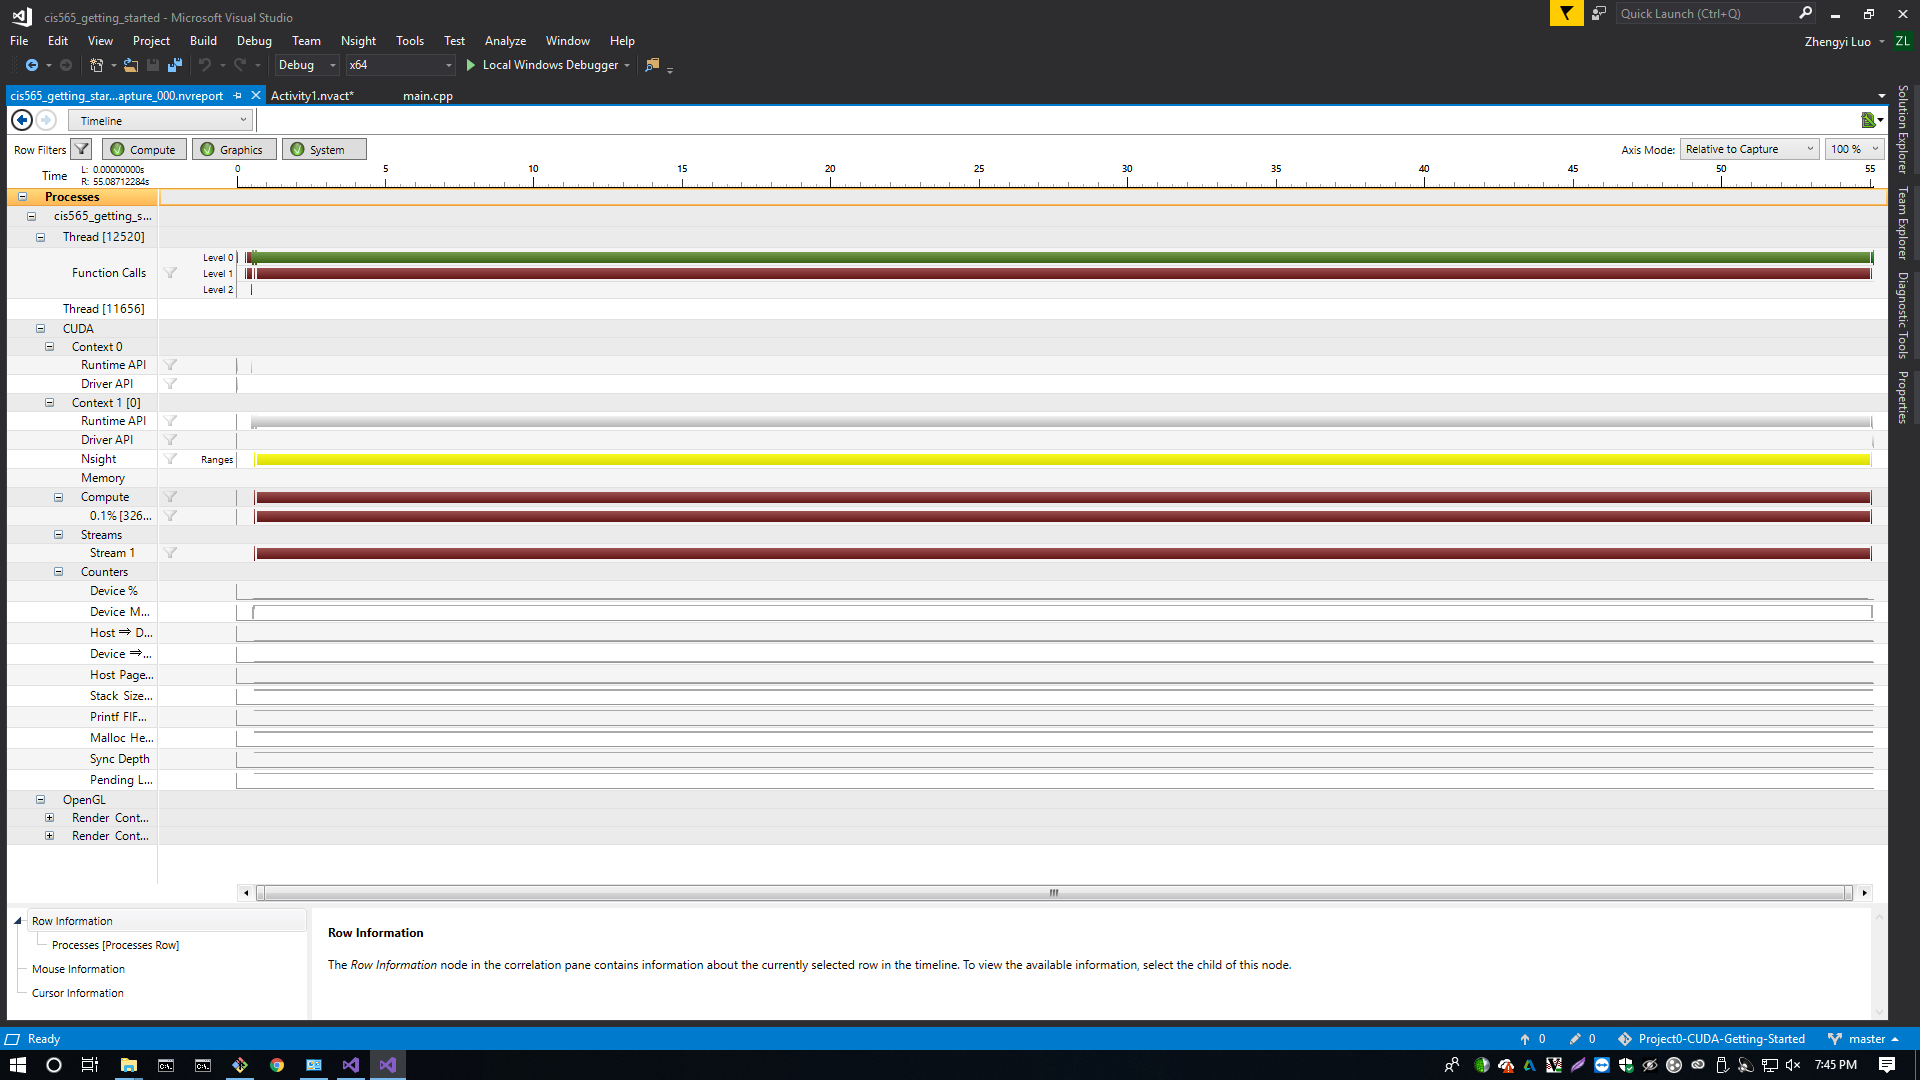 cis565_getting_started - Microsoft Visual Studio
Quick Launch (Ctrl+Q)
File Edit View Project Build Debug Team Nsight Tools Test Analyze Window Help
Zhengyi Luo ZL
Debug x64 Local Windows Debugger
cis565_getting_star...apture_000.nvreport Activity1.nvact* main.cpp
Timeline
Row Filters Compute Graphics System Axis Mode: Relative to Capture 100 %
Time L: 0.00000000s
R: 55.08712284s
0 5 10 15 20 25 30 35 40 45 50 55
Processes
cis565_getting_s...
Thread [12520]
Function Calls
Level 0
Level 1
Level 2
Thread [11656]
CUDA
Context 0
Runtime API
Driver API
Context 1 [0]
Runtime API
Driver API
Nsight Ranges
Memory
Compute
0.1% [326...
Streams
Stream 1
Counters
Device %
Device M...
Host ⇒ D...
Device ⇒...
Host Page...
Stack Size...
Printf FIF...
Malloc He...
Sync Depth
Pending L...
OpenGL
Render Cont...
Render Cont...
Solution Explorer
Team Explorer
Diagnostic Tools
Properties
Row Information
Processes [Processes Row]
Mouse Information
Cursor Information
Row Information
The Row Information node in the correlation pane contains information about the currently selected row in the timeline. To view the available information, select the child of this node.
Ready 0 0 Project0-CUDA-Getting-Started master
7:45 PM